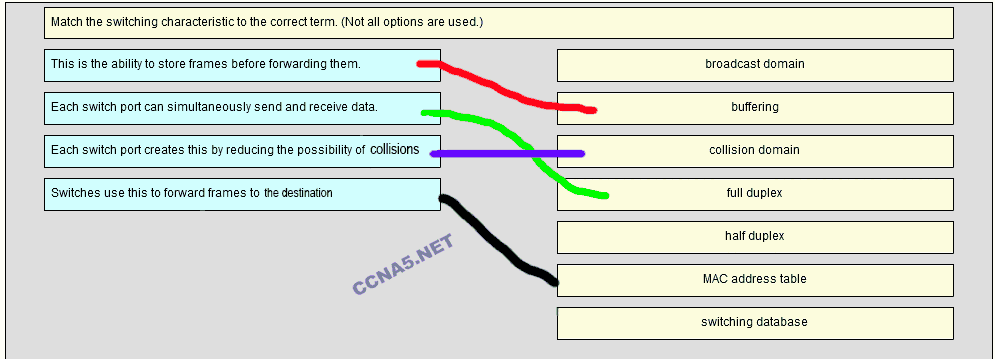 Match the switching characteristic to the correct term. (Not all options are used.)
This is the ability to store frames before forwarding them.
Each switch port can simultaneously send and receive data.
Each switch port creates this by reducing the possibility of collisions
Switches use this to forward frames to the destination
broadcast domain
buffering
collision domain
full duplex
half duplex
MAC address table
switching database
CCNA5.NET